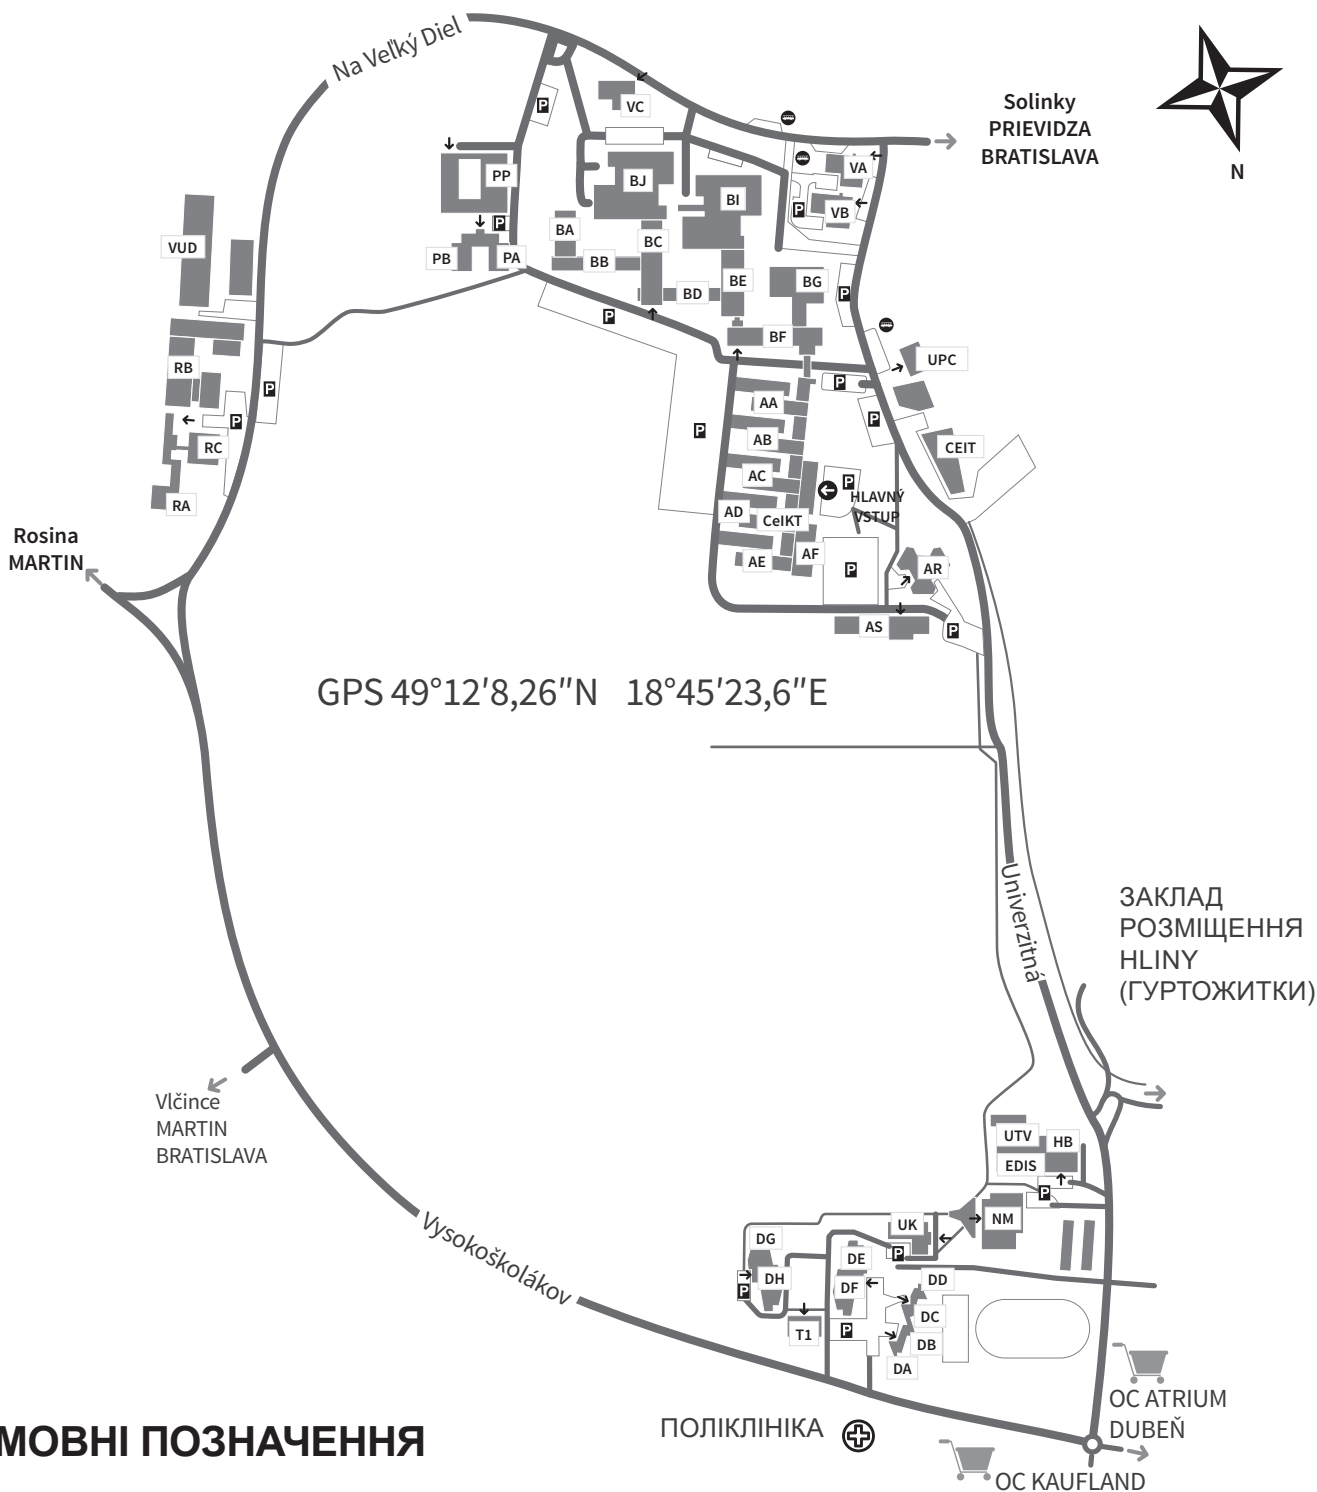 Na Veľký Diel
Solinky
PRIEVIDZA
BRATISLAVA
N
P
VC
PP
P
BJ
BI
VA
VB
P
VUD
PB
PA
BA
BB
BC
BD
BE
BG
P
P
BF
UPC
RB
P
P
RC
RA
AA
P
P
AB
P
AC
CEIT
P
HLAVNÝ
VSTUP
AD
CeIKT
AE
AF
P
AR
AS
P
Rosina
MARTIN
GPS 49°12′8,26″N 18°45′23,6″E
Univerzitná
ЗАКЛАД
РОЗМІЩЕННЯ
HLINY
(ГУРТОЖИТКИ)
Vlčince
MARTIN
BRATISLAVA
UTV
HB
EDIS
P
NM
UK
P
DG
DE
DH
P
DF
DD
DC
T1
P
DB
DA
Vysokoškolákov
OC ATRIUM
DUBEŇ
ПОЛІКЛІНІКА
OC KAUFLAND
МОВНІ ПОЗНАЧЕННЯ